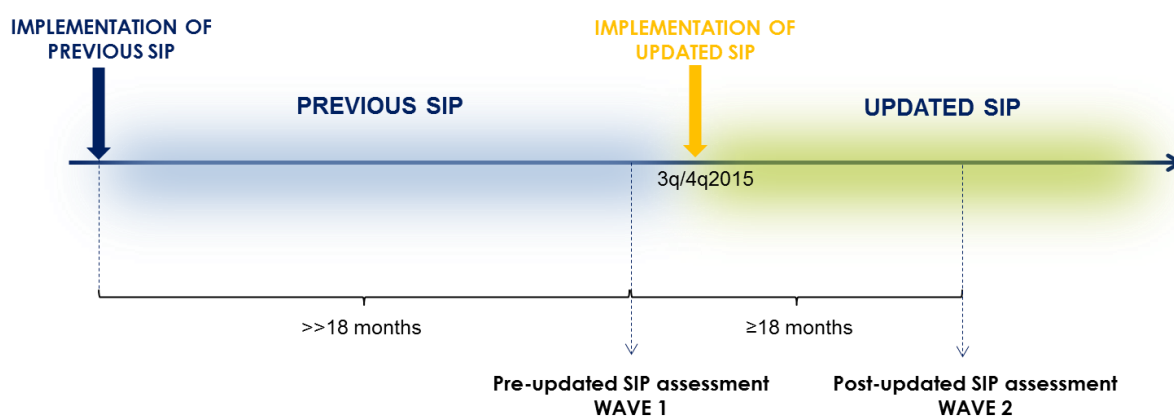 IMPLEMENTATION OF
PREVIOUS SIP
IMPLEMENTATION OF
UPDATED SIP
PREVIOUS SIP
UPDATED SIP
3q/4q2015
>>18 months
≥18 months
Pre-updated SIP assessment
WAVE 1
Post-updated SIP assessment
WAVE 2